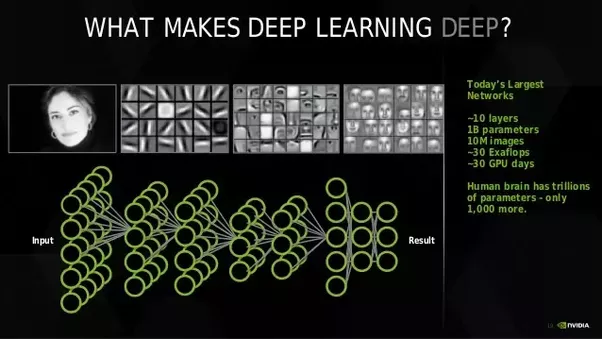 WHAT MAKES DEEP LEARNING DEEP?
Today's Largest
Networks
~10 layers
1B parameters
10M images
~30 Exaflops
~30 GPU days
Human brain has trillions
of parameters - only
1,000 more.
Input
Result
NVIDIA